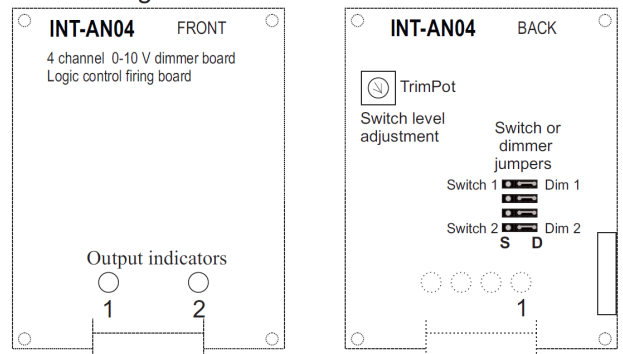 INT-AN04 FRONT
4 channel 0-10 V dimmer board
Logic control firing board
Output indicators
1 2
INT-AN04 BACK
TrimPot
Switch level
adjustment
Switch or
dimmer
jumpers
Switch 1 Dim 1
Switch 2 Dim 2
S D
1